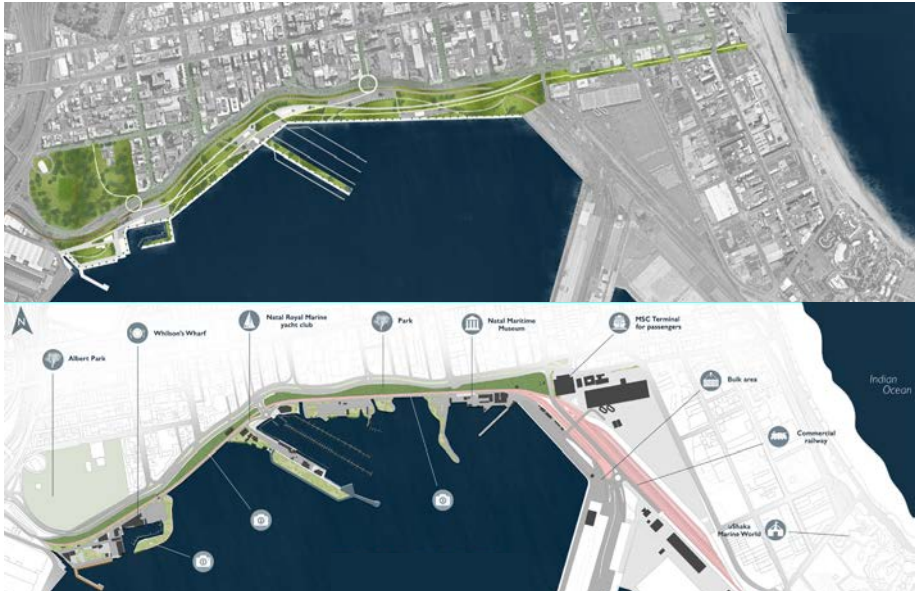 N
Albert Park
Whilson's Wharf
Natal Royal Marine
yacht club
Park
Natal Maritime
Museum
MSC Terminal
for passengers
Bulk area
Indian
Ocean
Commercial
railway
uShaka
Marine World